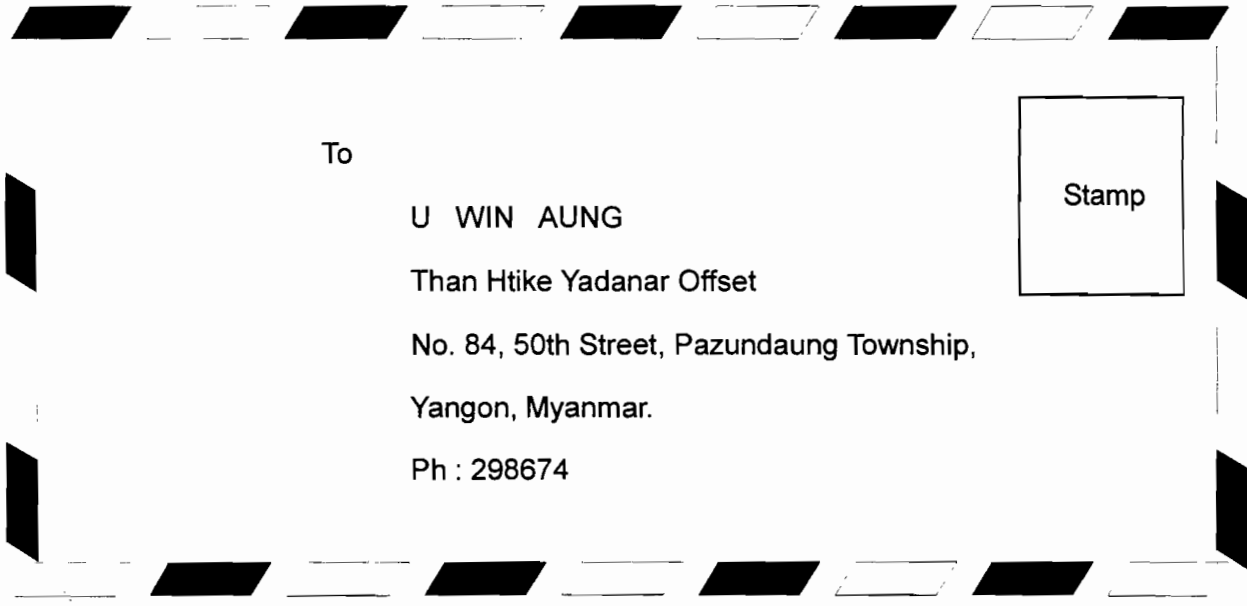 To
Stamp
U WIN AUNG
Than Htike Yadanar Offset
No. 84, 50th Street, Pazundaung Township,
Yangon, Myanmar.
Ph : 298674